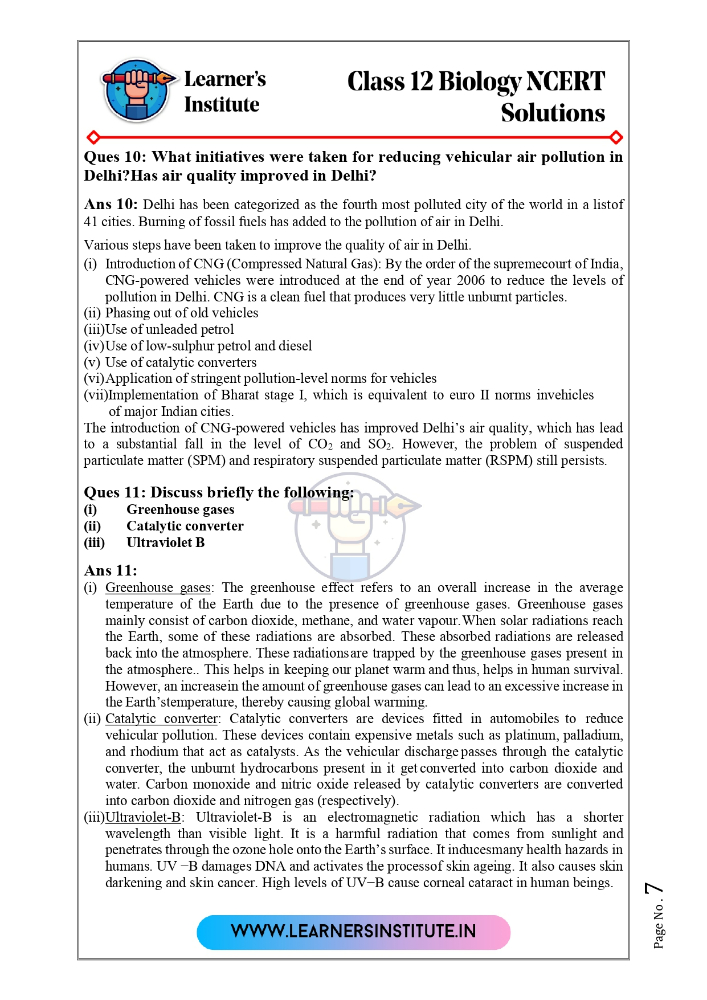 Learner's
Institute
Class 12 Biology NCERT
Solutions
Ques 10: What initiatives were taken for reducing vehicular air pollution in
Delhi?Has air quality improved in Delhi?
Ans 10: Delhi has been categorized as the fourth most polluted city of the world in a listof
41 cities. Burning of fossil fuels has added to the pollution of air in Delhi.
Various steps have been taken to improve the quality of air in Delhi.
(i) Introduction of CNG (Compressed Natural Gas): By the order of the supremecourt of India,
CNG-powered vehicles were introduced at the end of year 2006 to reduce the levels of
pollution in Delhi. CNG is a clean fuel that produces very little unburnt particles.
(ii) Phasing out of old vehicles
(iii)Use of unleaded petrol
(iv)Use of low-sulphur petrol and diesel
(v) Use of catalytic converters
(vi)Application of stringent pollution-level norms for vehicles
(vii)Implementation of Bharat stage I, which is equivalent to euro II norms invehicles
of major Indian cities.
The introduction of CNG-powered vehicles has improved Delhi's air quality, which has lead
to a substantial fall in the level of CO₂ and SO₂. However, the problem of suspended
particulate matter (SPM) and respiratory suspended particulate matter (RSPM) still persists.
Ques 11: Discuss briefly the following:
(i) Greenhouse gases
(ii) Catalytic converter
(iii) Ultraviolet B
Ans 11:
(i) Greenhouse gases: The greenhouse effect refers to an overall increase in the average
temperature of the Earth due to the presence of greenhouse gases. Greenhouse gases
mainly consist of carbon dioxide, methane, and water vapour.When solar radiations reach
the Earth, some of these radiations are absorbed. These absorbed radiations are released
back into the atmosphere. These radiationsare trapped by the greenhouse gases present in
the atmosphere.. This helps in keeping our planet warm and thus, helps in human survival.
However, an increasein the amount of greenhouse gases can lead to an excessive increase in
the Earth'stemperature, thereby causing global warming.
(ii) Catalytic converter: Catalytic converters are devices fitted in automobiles to reduce
vehicular pollution. These devices contain expensive metals such as platinum, palladium,
and rhodium that act as catalysts. As the vehicular discharge passes through the catalytic
converter, the unburnt hydrocarbons present in it get converted into carbon dioxide and
water. Carbon monoxide and nitric oxide released by catalytic converters are converted
into carbon dioxide and nitrogen gas (respectively).
(iii)Ultraviolet-B: Ultraviolet-B is an electromagnetic radiation which has a shorter
wavelength than visible light. It is a harmful radiation that comes from sunlight and
penetrates through the ozone hole onto the Earth's surface. It inducesmany health hazards in
humans. UV −B damages DNA and activates the processof skin ageing. It also causes skin
darkening and skin cancer. High levels of UV−B cause corneal cataract in human beings.
Page No. 7
WWW.LEARNERSINSTITUTE.IN